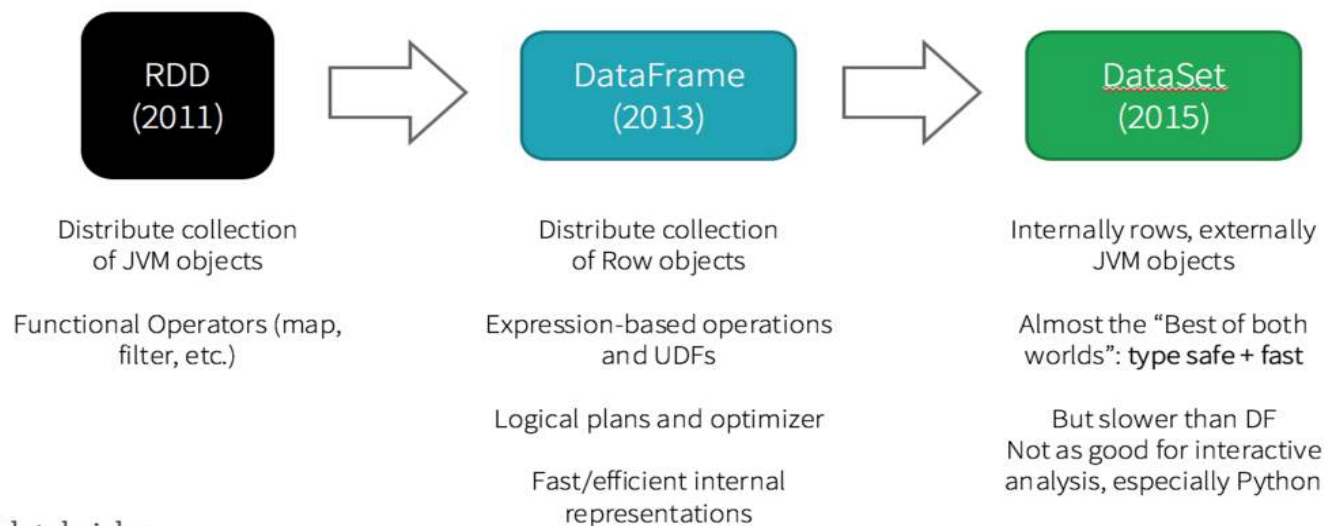 RDD
(2011)
DataFrame
(2013)
DataSet
(2015)
Distribute collection
of JVM objects
Functional Operators (map,
filter, etc.)
Distribute collection
of Row objects
Expression-based operations
and UDFs
Logical plans and optimizer
Fast/efficient internal
representations
Internally rows, externally
JVM objects
Almost the “Best of both
worlds”: type safe + fast
But slower than DF
Not as good for interactive
analysis, especially Python